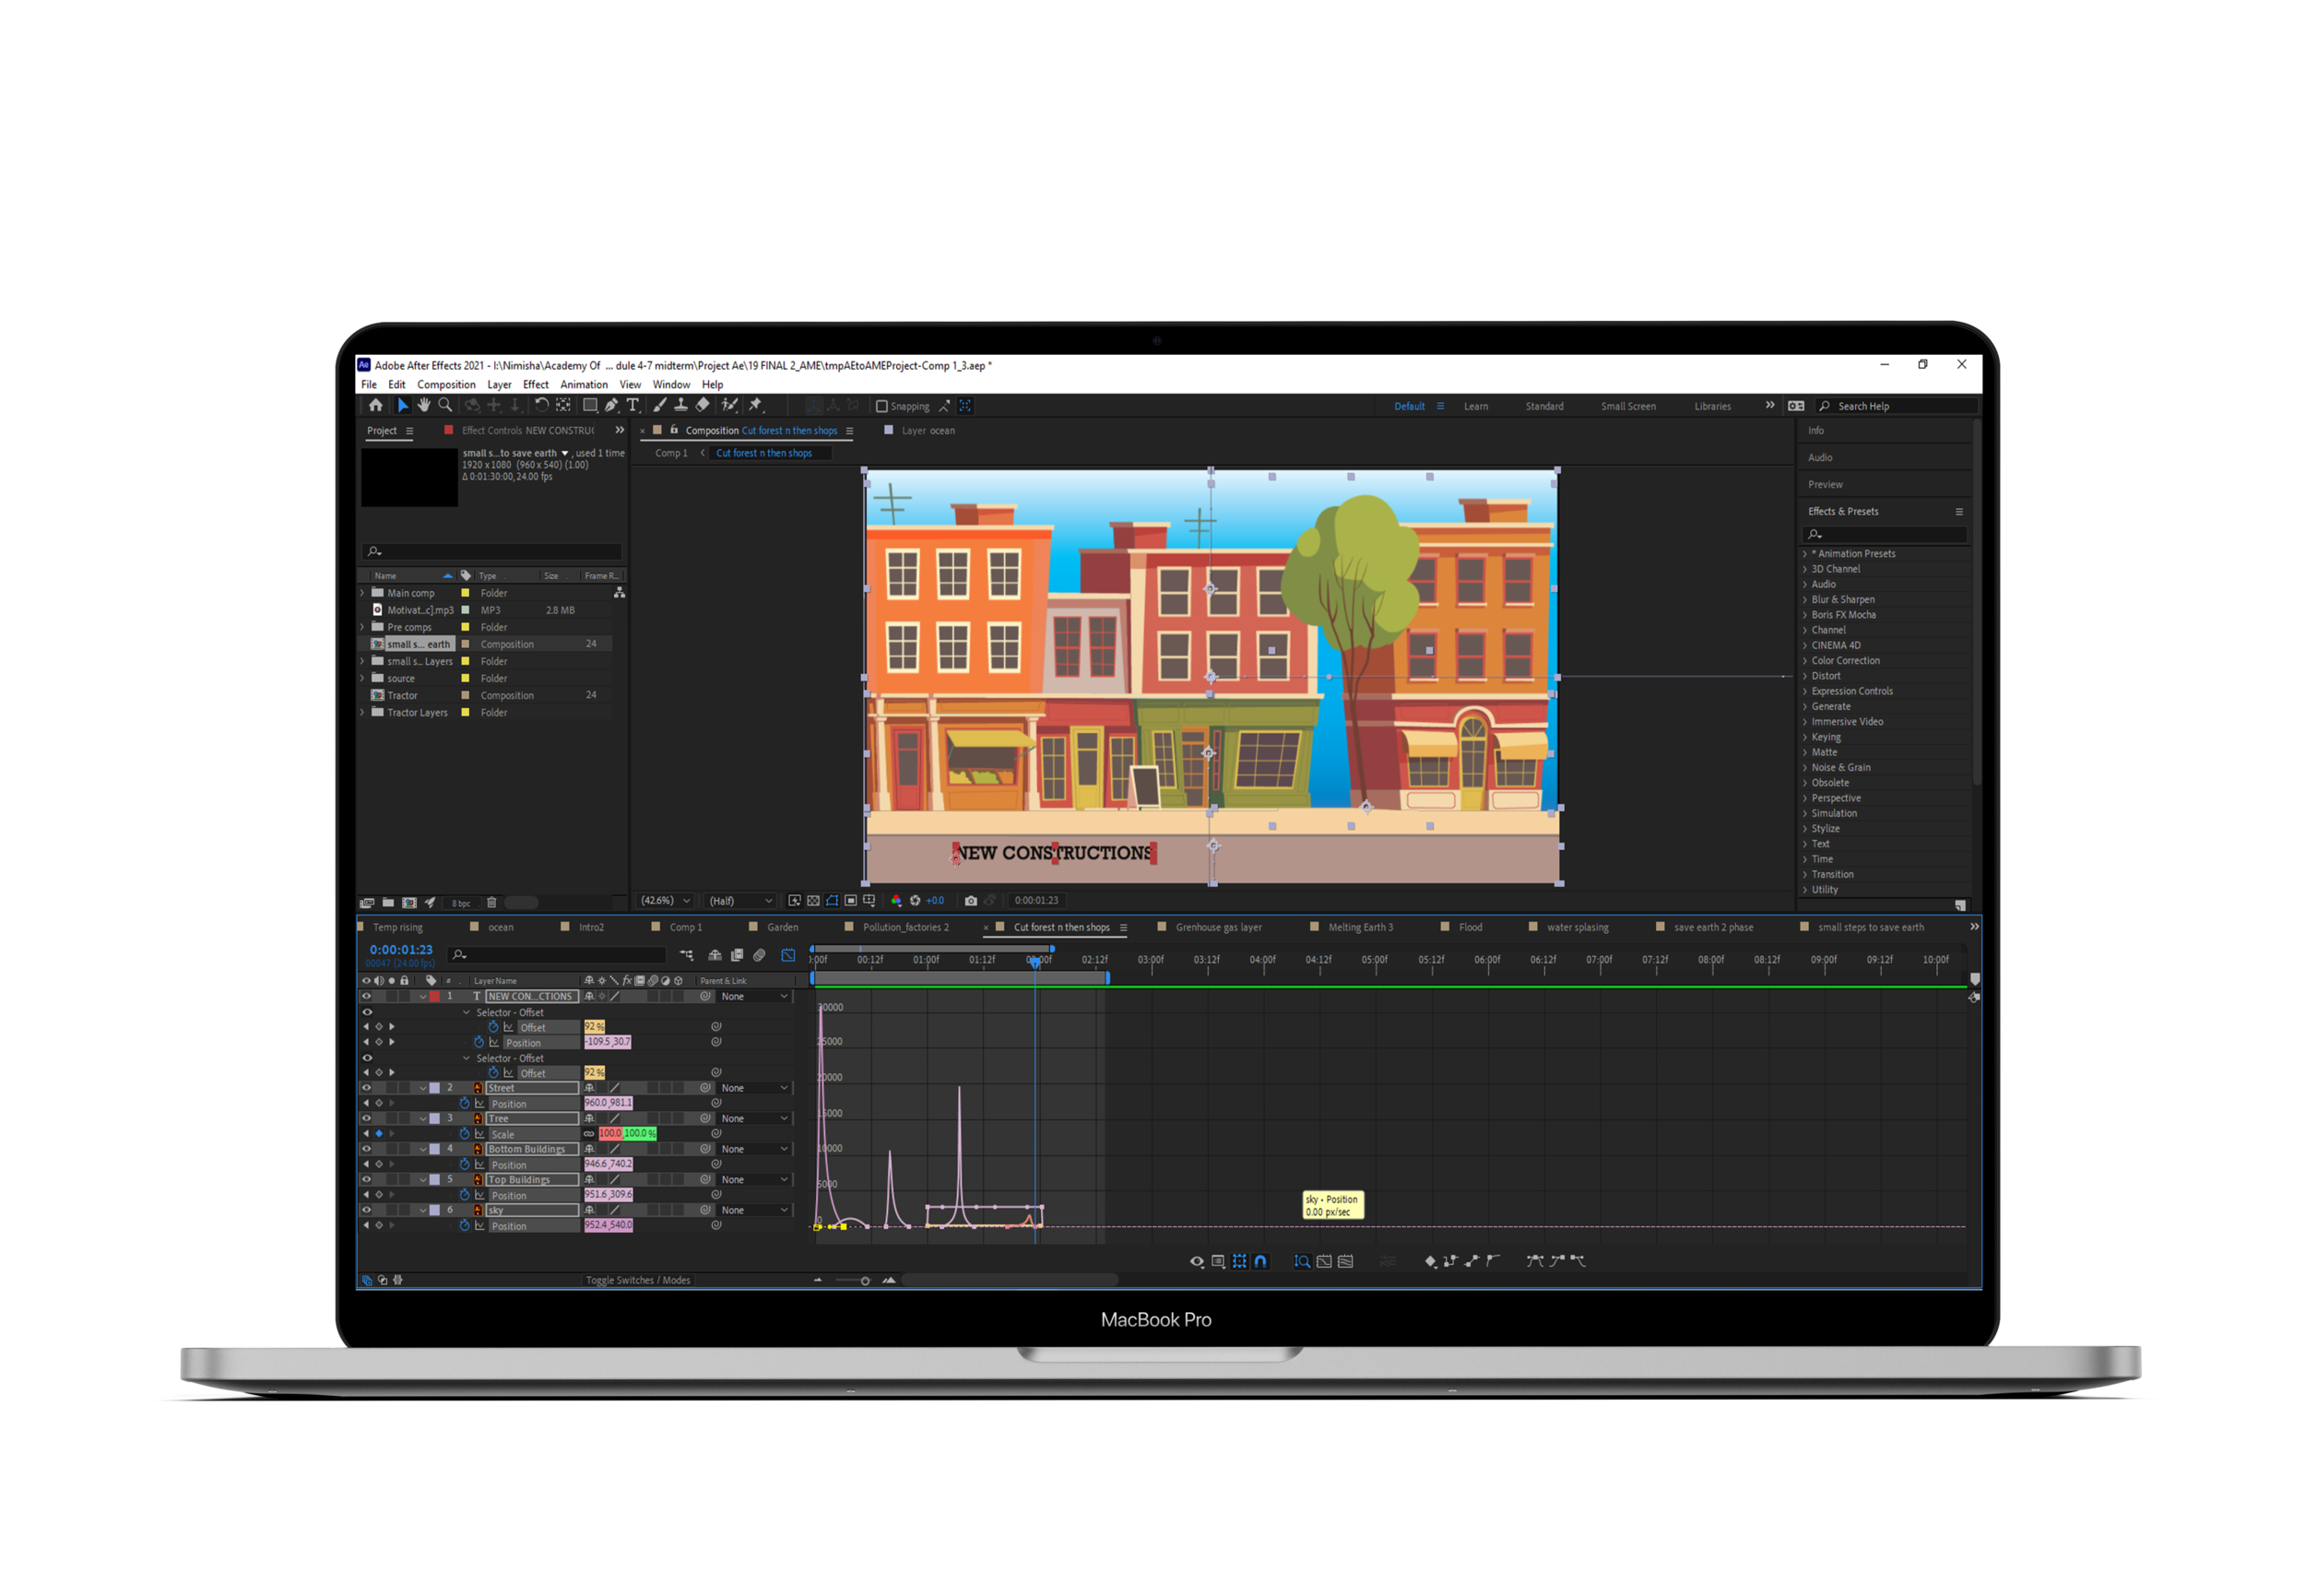 Ae Adobe After Effects 2021 - I:\Nimisha\Academy Of ... dule 4-7 midterm\Project Ae\19 FINAL 2_AME\tmpAEtoAMEProject-Comp 1_3.aep *
File Edit Composition Layer Effect Animation View Window Help
Snapping Default Learn Standard Small Screen Libraries Search Help
Project Effect Controls NEW CONSTRU Composition Cut forest n then shops Layer ocean
small s...to save earth , used 1 time
1920 x 1080 (960 x 540) (1.00)
Δ 0:01:30:00, 24.00 fps
Comp 1 Cut forest n then shops
Name Type Size Frame R...
Main comp Folder
Motivat...c].mp3 MP3 2.8 MB
Pre comps Folder
small s... earth Composition 24
small s... Layers Folder
source Folder
Tractor Composition 24
Tractor Layers Folder
8 bpc
NEW CONSTRUCTIONS
(42.6%) (Half) +0.0 0:00:01:23
Info
Audio
Preview
Effects & Presets
* Animation Presets
3D Channel
Audio
Blur & Sharpen
Boris FX Mocha
Channel
CINEMA 4D
Color Correction
Distort
Expression Controls
Generate
Immersive Video
Keying
Matte
Noise & Grain
Obsolete
Perspective
Simulation
Stylize
Text
Time
Transition
Utility
Temp rising ocean Intro2 Comp 1 Garden Pollution_factories 2 Cut forest n then shops Grenhouse gas layer Melting Earth 3 Flood water splasing save earth 2 phase small steps to save earth
0:00:01:23
00047 (24.00 fps)
# Layer Name Parent & Link
1 T NEW CON...CTIONS None
Selector - Offset
Offset 92 %
Position -109.5,30.7
Selector - Offset
Offset 92 %
2 Street None
Position 960.0,981.1
3 Tree None
Scale 100.0,100.0 %
4 Bottom Buildings None
Position 946.6,740.2
5 Top Buildings None
Position 951.6,309.6
6 sky None
Position 952.4,540.0
Toggle Switches / Modes
00:12f 01:00f 01:12f 02:12f 03:00f 03:12f 04:00f 04:12f 05:00f 05:12f 06:00f 06:12f 07:00f 07:12f 08:00f 08:12f 09:00f 09:12f 10:00f
30000
25000
20000
15000
10000
5000
0
sky • Position
0.00 px/sec
MacBook Pro